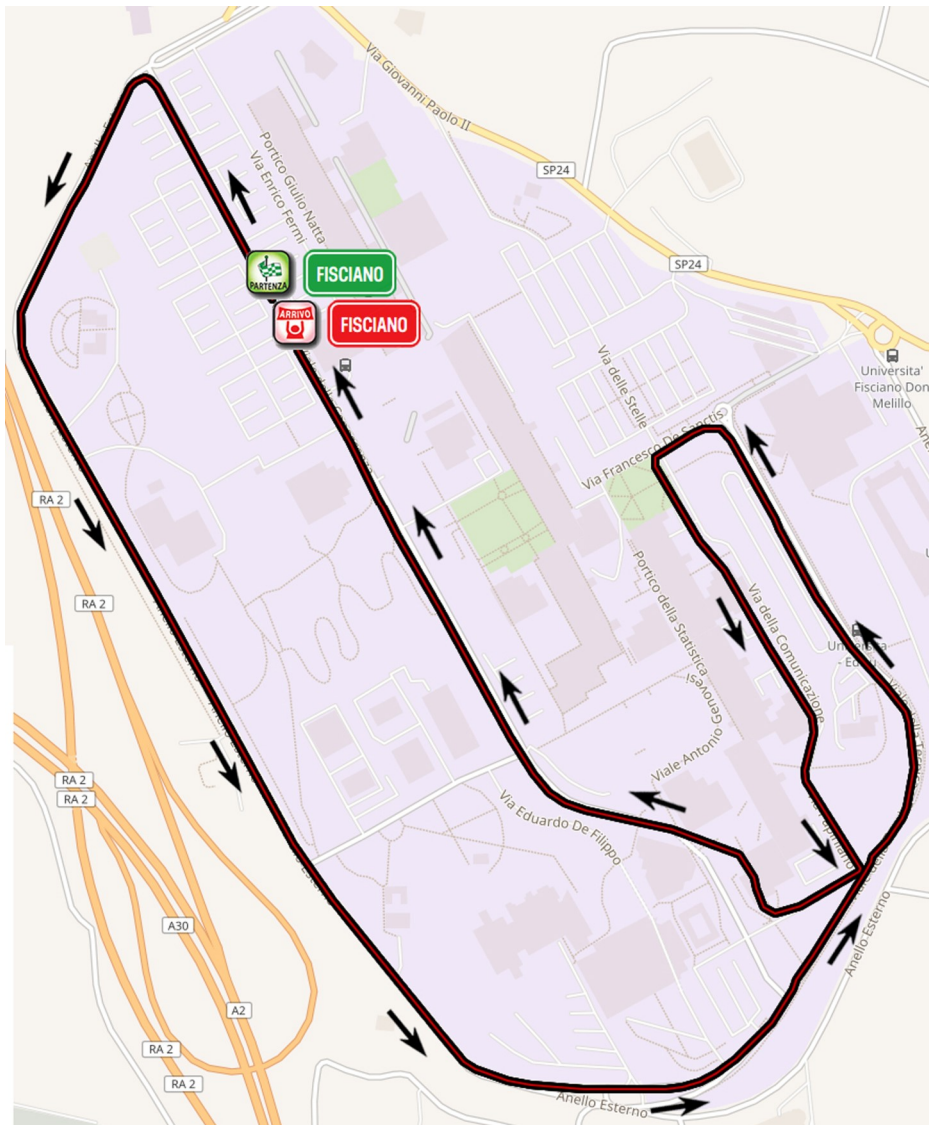 Via Giovanni Paolo II
SP24
Portico Giulio Natta
Via Enrico Fermi
PARTENZA
FISCIANO
ARRIVO
FISCIANO
SP24
Universita'
Fisciano Don
Melillo
Via delle Stelle
Via Francesco De Sanctis
RA 2
RA 2
Portico della Statistica
Via della Comunicazione
Viale Antonio
Genovesi
RA 2
RA 2
Via Eduardo De Filippo
A30
A2
RA 2
RA 2
Anello Esterno
Anello Esterno